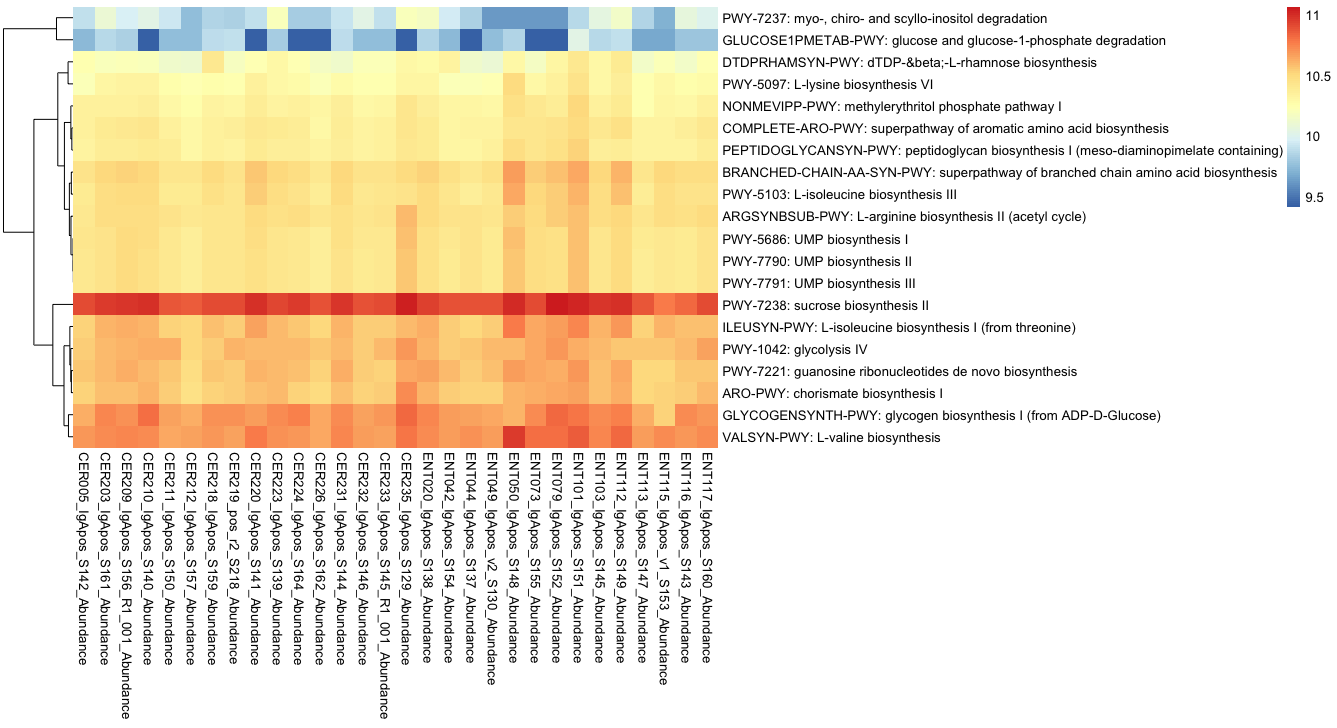 PWY-7237: myo-, chiro- and scyllo-inositol degradation
GLUCOSE1PMETAB-PWY: glucose and glucose-1-phosphate degradation
DTDPRHAMSYN-PWY: dTDP-&beta;-L-rhamnose biosynthesis
PWY-5097: L-lysine biosynthesis VI
NONMEVIPP-PWY: methylerythritol phosphate pathway I
COMPLETE-ARO-PWY: superpathway of aromatic amino acid biosynthesis
PEPTIDOGLYCANSYN-PWY: peptidoglycan biosynthesis I (meso-diaminopimelate containing)
BRANCHED-CHAIN-AA-SYN-PWY: superpathway of branched chain amino acid biosynthesis
PWY-5103: L-isoleucine biosynthesis III
ARGSYNBSUB-PWY: L-arginine biosynthesis II (acetyl cycle)
PWY-5686: UMP biosynthesis I
PWY-7790: UMP biosynthesis II
PWY-7791: UMP biosynthesis III
PWY-7238: sucrose biosynthesis II
ILEUSYN-PWY: L-isoleucine biosynthesis I (from threonine)
PWY-1042: glycolysis IV
PWY-7221: guanosine ribonucleotides de novo biosynthesis
ARO-PWY: chorismate biosynthesis I
GLYCOGENSYNTH-PWY: glycogen biosynthesis I (from ADP-D-Glucose)
VALSYN-PWY: L-valine biosynthesis
11
10.5
10
9.5
CER005_IgApos_S142_Abundance
CER203_IgApos_S161_Abundance
CER209_IgApos_S156_R1_001_Abundance
CER210_IgApos_S140_Abundance
CER211_IgApos_S150_Abundance
CER212_IgApos_S157_Abundance
CER218_IgApos_S159_Abundance
CER219_pos_r2_S218_Abundance
CER220_IgApos_S141_Abundance
CER223_IgApos_S139_Abundance
CER224_IgApos_S164_Abundance
CER226_IgApos_S162_Abundance
CER231_IgApos_S144_Abundance
CER232_IgApos_S146_Abundance
CER233_IgApos_S145_R1_001_Abundance
CER235_IgApos_S129_Abundance
ENT020_IgApos_S138_Abundance
ENT042_IgApos_S154_Abundance
ENT044_IgApos_S137_Abundance
ENT049_IgApos_v2_S130_Abundance
ENT050_IgApos_S148_Abundance
ENT073_IgApos_S155_Abundance
ENT079_IgApos_S152_Abundance
ENT101_IgApos_S151_Abundance
ENT103_IgApos_S145_Abundance
ENT112_IgApos_S149_Abundance
ENT113_IgApos_S147_Abundance
ENT115_IgApos_v1_S153_Abundance
ENT116_IgApos_S143_Abundance
ENT117_IgApos_S160_Abundance